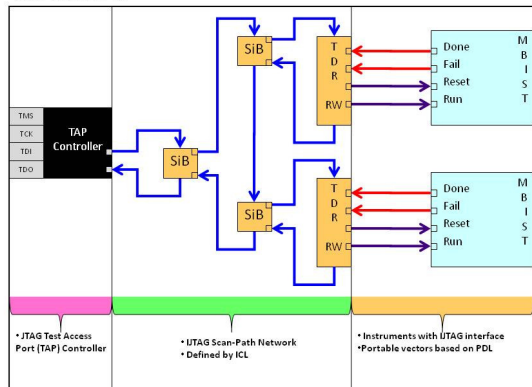 TMS
TCK
TDI
TDO
TAP
Controller
SiB
SiB
SiB
T
D
R
RW
Done
Fail
Reset
Run
M
B
I
S
T
T
D
R
RW
Done
Fail
Reset
Run
M
B
I
S
T
• JTAG Test Access
Port (TAP) Controller
• IJTAG Scan-Path Network
• Defined by ICL
• Instruments with IJTAG interface
• Portable vectors based on PDL